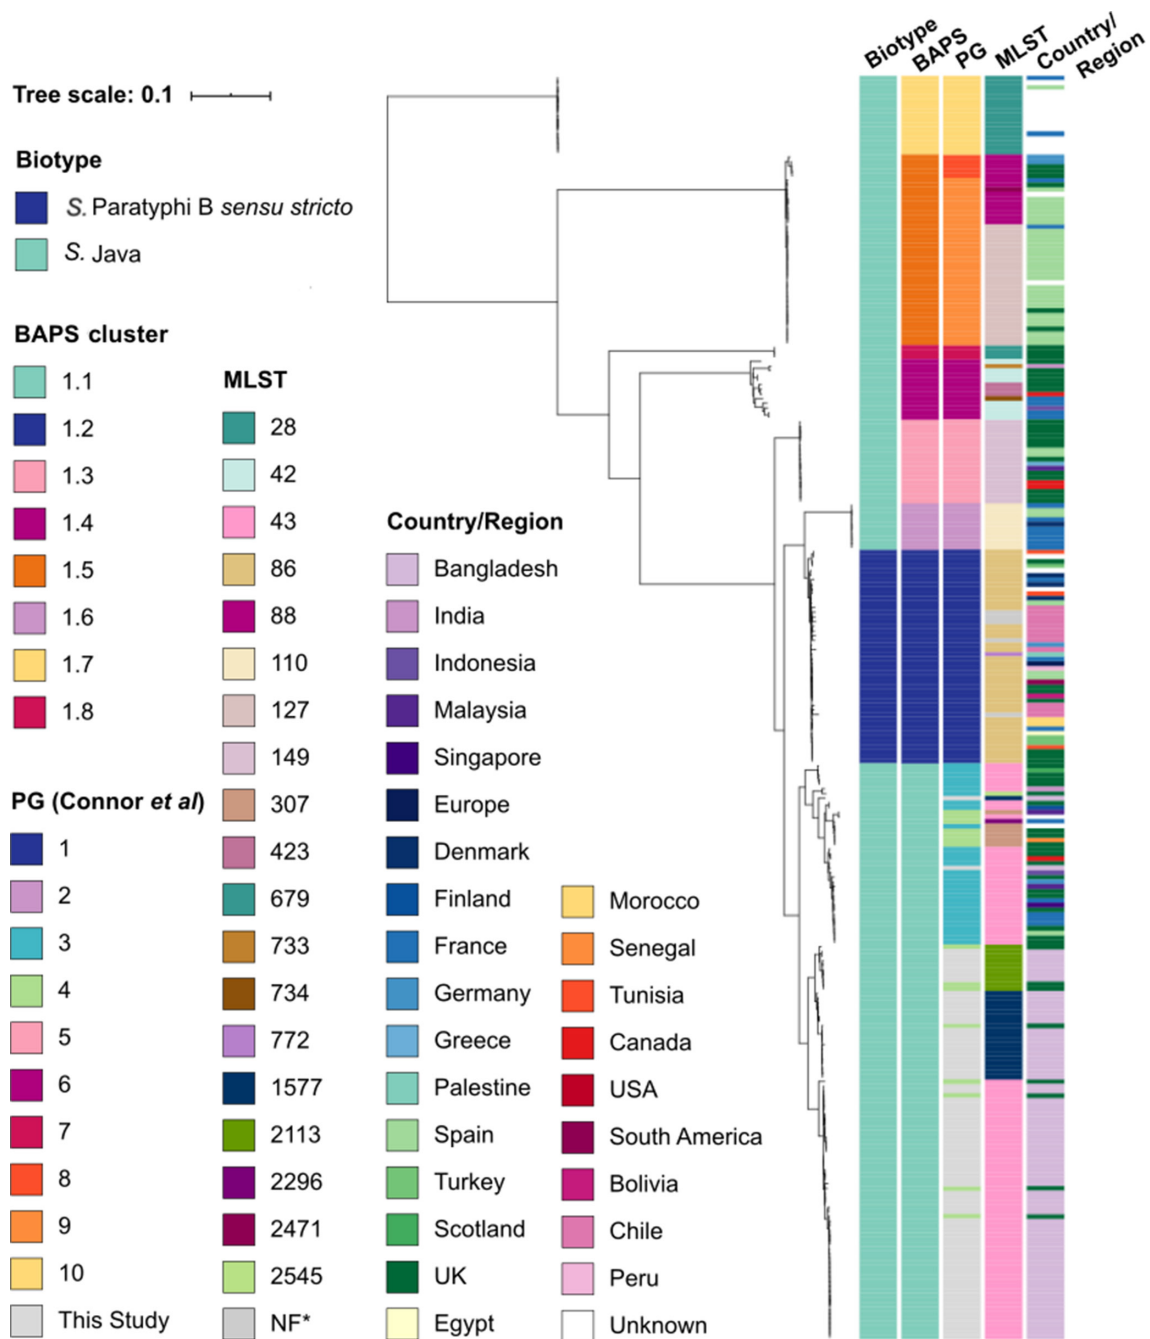 Biotype
BAPS
PG
MLST
Country/
Region
Tree scale: 0.1
Biotype
S. Paratyphi B sensu stricto
S. Java
BAPS cluster
1.1
1.2
1.3
1.4
1.5
1.6
1.7
1.8
PG (Connor et al)
1
2
3
4
5
6
7
8
9
10
This Study
MLST
28
42
43
86
88
110
127
149
307
423
679
733
734
772
1577
2113
2296
2471
2545
NF*
Country/Region
Bangladesh
India
Indonesia
Malaysia
Singapore
Europe
Denmark
Finland
France
Germany
Greece
Palestine
Spain
Turkey
Scotland
UK
Egypt
Morocco
Senegal
Tunisia
Canada
USA
South America
Bolivia
Chile
Peru
Unknown